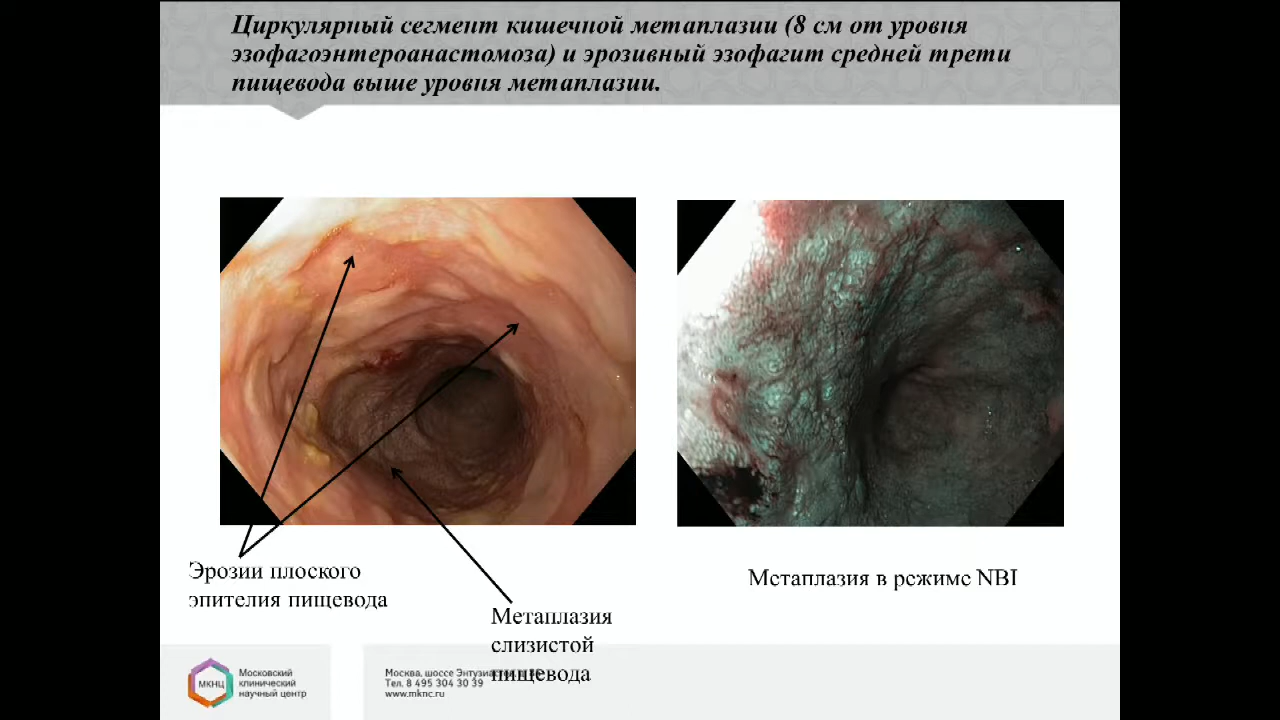 Циркулярный сегмент кишечной метаплазии (8 см от уровня
эзофагоэнтероанастомоза) и эрозивный эзофагит средней трети
пищевода выше уровня метаплазии.
Эрозии плоского
эпителия пищевода
Метаплазия
слизистой
пищевода
Метаплазия в режиме NBI
МКНЦ
Московский
клинический
научный центр
Москва, шоссе
Тел. 8 495 304 30 39
www.mknc.ru